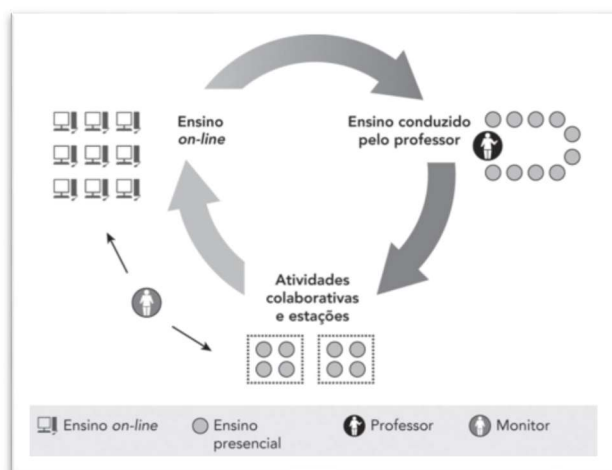 Ensino
on-line
Ensino conduzido
pelo professor
Atividades
colaborativas
e estações
Ensino on-line
Ensino
presencial
Professor
Monitor